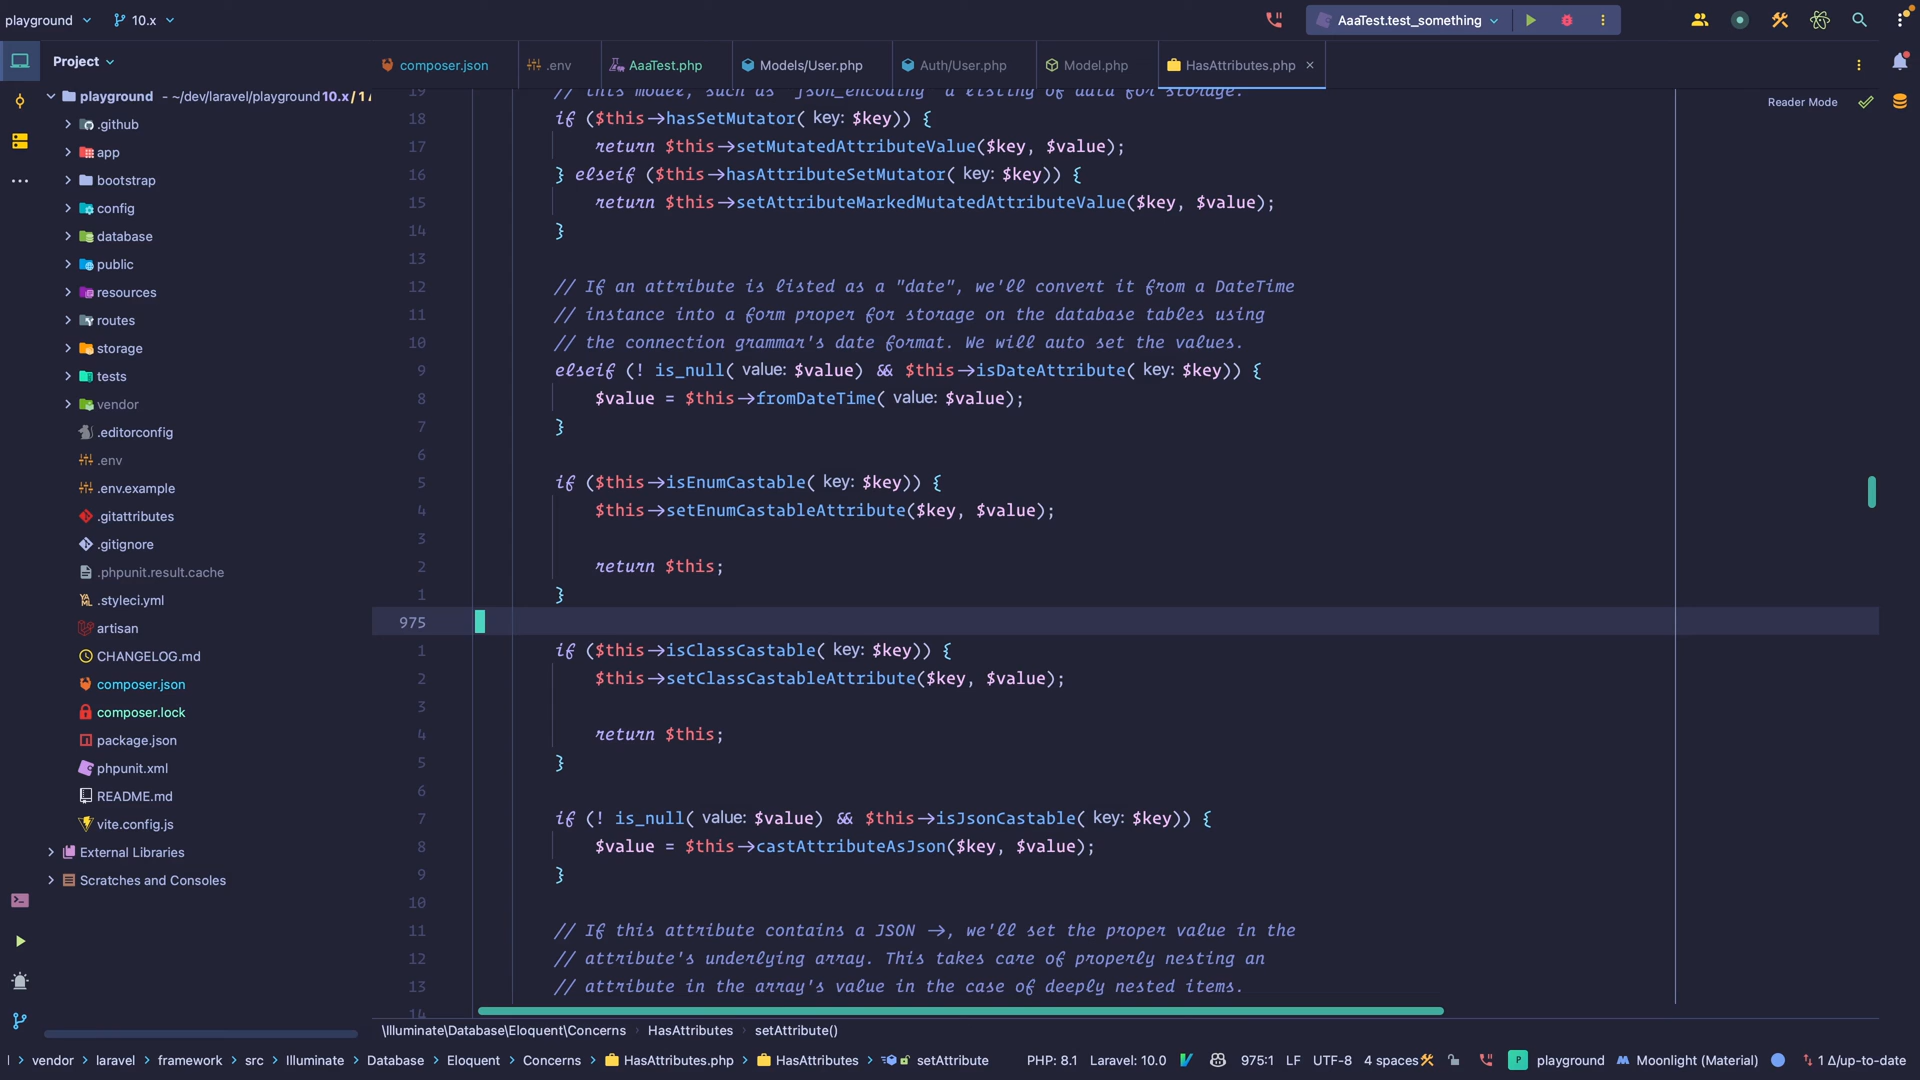 playground
10.x
AaaTest.test_something
Project
composer.json
.env
AaaTest.php
Models/User.php
Auth/User.php
Model.php
HasAttributes.php
Reader Mode
playground - ~/dev/laravel/playground 10.x / 1 Δ
.github
app
bootstrap
config
database
public
resources
routes
storage
tests
vendor
.editorconfig
.env
.env.example
.gitattributes
.gitignore
.phpunit.result.cache
.styleci.yml
artisan
CHANGELOG.md
composer.json
composer.lock
package.json
phpunit.xml
README.md
vite.config.js
External Libraries
Scratches and Consoles
19 // this model, such as "json_encoding" a listing of data for storage.
18 if ($this->hasSetMutator( key: $key)) {
17 return $this->setMutatedAttributeValue($key, $value);
16 } elseif ($this->hasAttributeSetMutator( key: $key)) {
15 return $this->setAttributeMarkedMutatedAttributeValue($key, $value);
14 }
13
12 // If an attribute is listed as a "date", we'll convert it from a DateTime
11 // instance into a form proper for storage on the database tables using
10 // the connection grammar's date format. We will auto set the values.
9 elseif (! is_null( value: $value) && $this->isDateAttribute( key: $key)) {
8 $value = $this->fromDateTime( value: $value);
7 }
6
5 if ($this->isEnumCastable( key: $key)) {
4 $this->setEnumCastableAttribute($key, $value);
3
2 return $this;
1 }
975
1 if ($this->isClassCastable( key: $key)) {
2 $this->setClassCastableAttribute($key, $value);
3
4 return $this;
5 }
6
7 if (! is_null( value: $value) && $this->isJsonCastable( key: $key)) {
8 $value = $this->castAttributeAsJson($key, $value);
9 }
10
11 // If this attribute contains a JSON ->, we'll set the proper value in the
12 // attribute's underlying array. This takes care of properly nesting an
13 // attribute in the array's value in the case of deeply nested items.
14
\Illuminate\Database\Eloquent\Concerns HasAttributes setAttribute()
vendor laravel framework src Illuminate Database Eloquent Concerns HasAttributes.php HasAttributes setAttribute PHP: 8.1 Laravel: 10.0 975:1 LF UTF-8 4 spaces P playground Moonlight (Material) 1 Δ/up-to-date